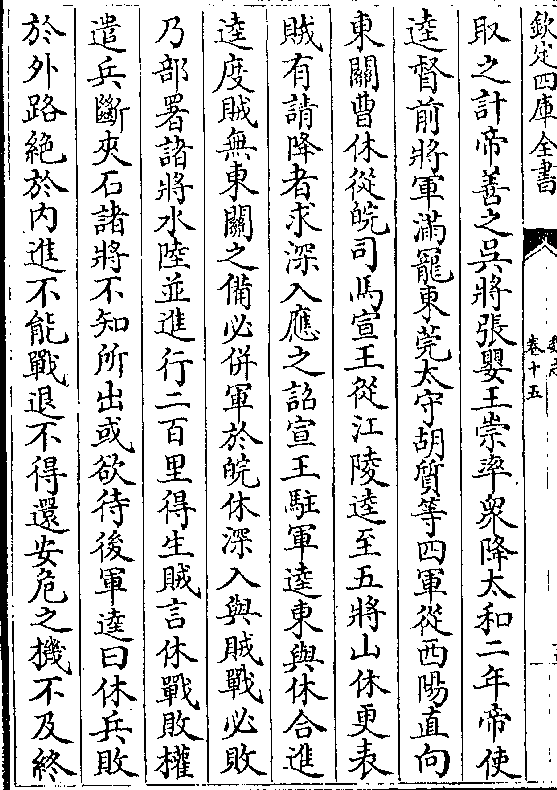 欽定四庫全書
魏志
卷十五
取之計帝善之吳將張嬰王崇率衆降太和二年帝使
逵督前將軍滿寵東莞太守胡質等四軍從西陽直向
東關曹休從皖司馬宣王從江陵逵至五將山休更表
賊有請降者求深入應之詔宣王駐軍逵東與休合進
逵度賊無東關之備必併軍於皖休深入與賊戰必敗
乃部署諸將水陸並進行二百里得生賊言休戰敗權
遣兵斷夾石諸將不知所出或欲待後軍逵曰休兵敗
於外路絶於内進不能戰退不得還安危之機不及終